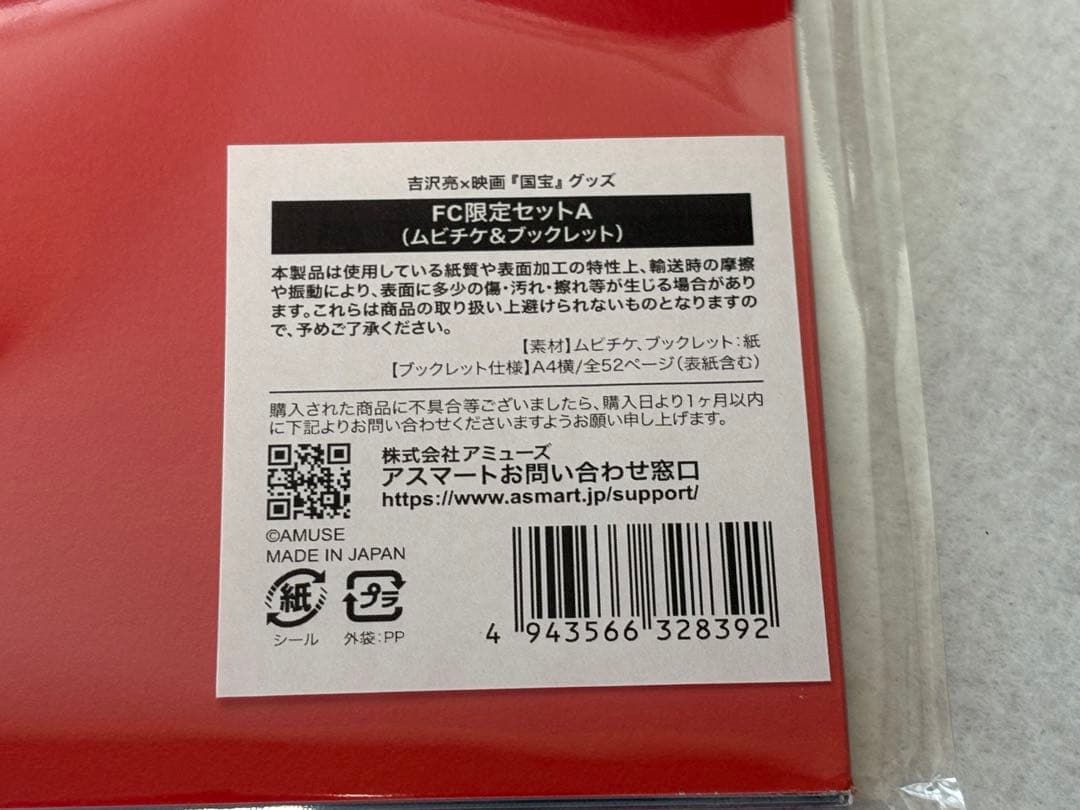 吉沢亮×映画『国宝』グッズ
FC限定セットA
(ムビチケ&ブックレット)
本製品は使用している紙質や表面加工の特性上、輸送時の摩擦
や振動により、表面に多少の傷・汚れ・擦れ等が生じる場合があり
ます。これらは商品の取り扱い上避けられないものとなりますの
で、予めご了承ください。
【素材】ムビチケ、ブックレット:紙
【ブックレット仕様】A4横/全52ページ(表紙含む)
購入された商品に不具合等ございましたら、購入日より1ヶ月以内
に下記よりお問い合わせくださいますようお願い申し上げます。
株式会社アミューズ
アスマートお問い合わせ窓口
https://www.asmart.jp/support/
©AMUSE
MADE IN JAPAN
紙
プラ
シール
外袋:PP
4 943566 328392